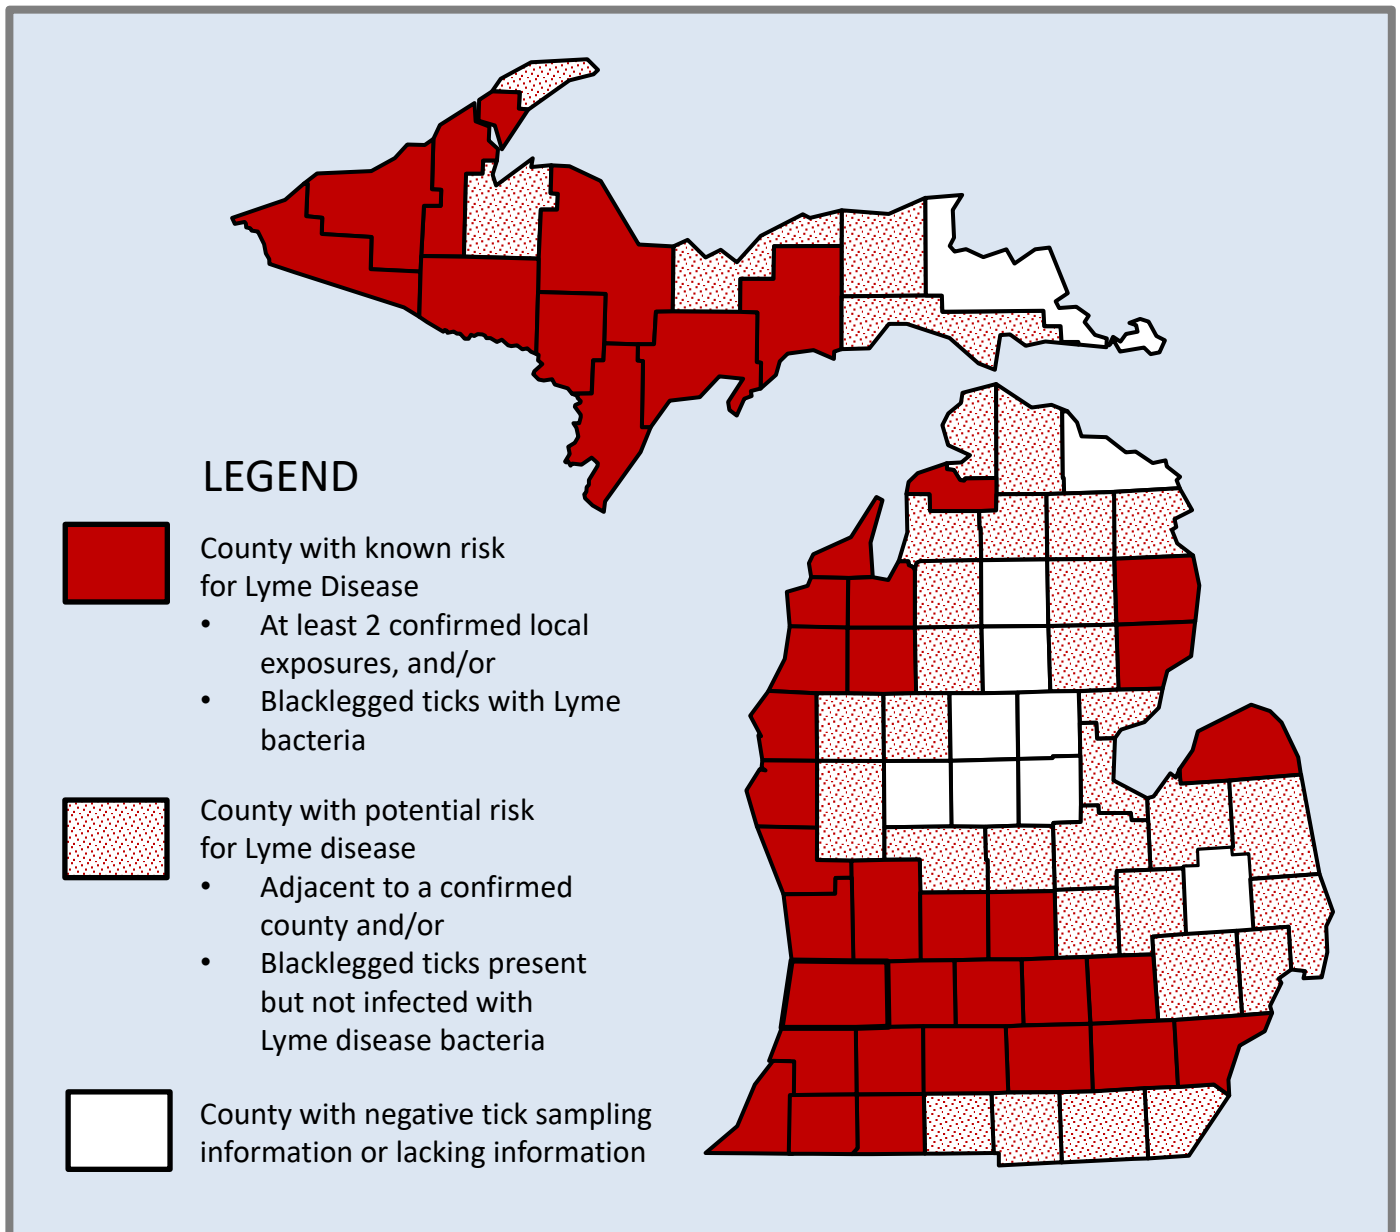 LEGEND
County with known risk
for Lyme Disease
• At least 2 confirmed local
exposures, and/or
• Blacklegged ticks with Lyme
bacteria
County with potential risk
for Lyme disease
• Adjacent to a confirmed
county and/or
• Blacklegged ticks present
but not infected with
Lyme disease bacteria
County with negative tick sampling
information or lacking information